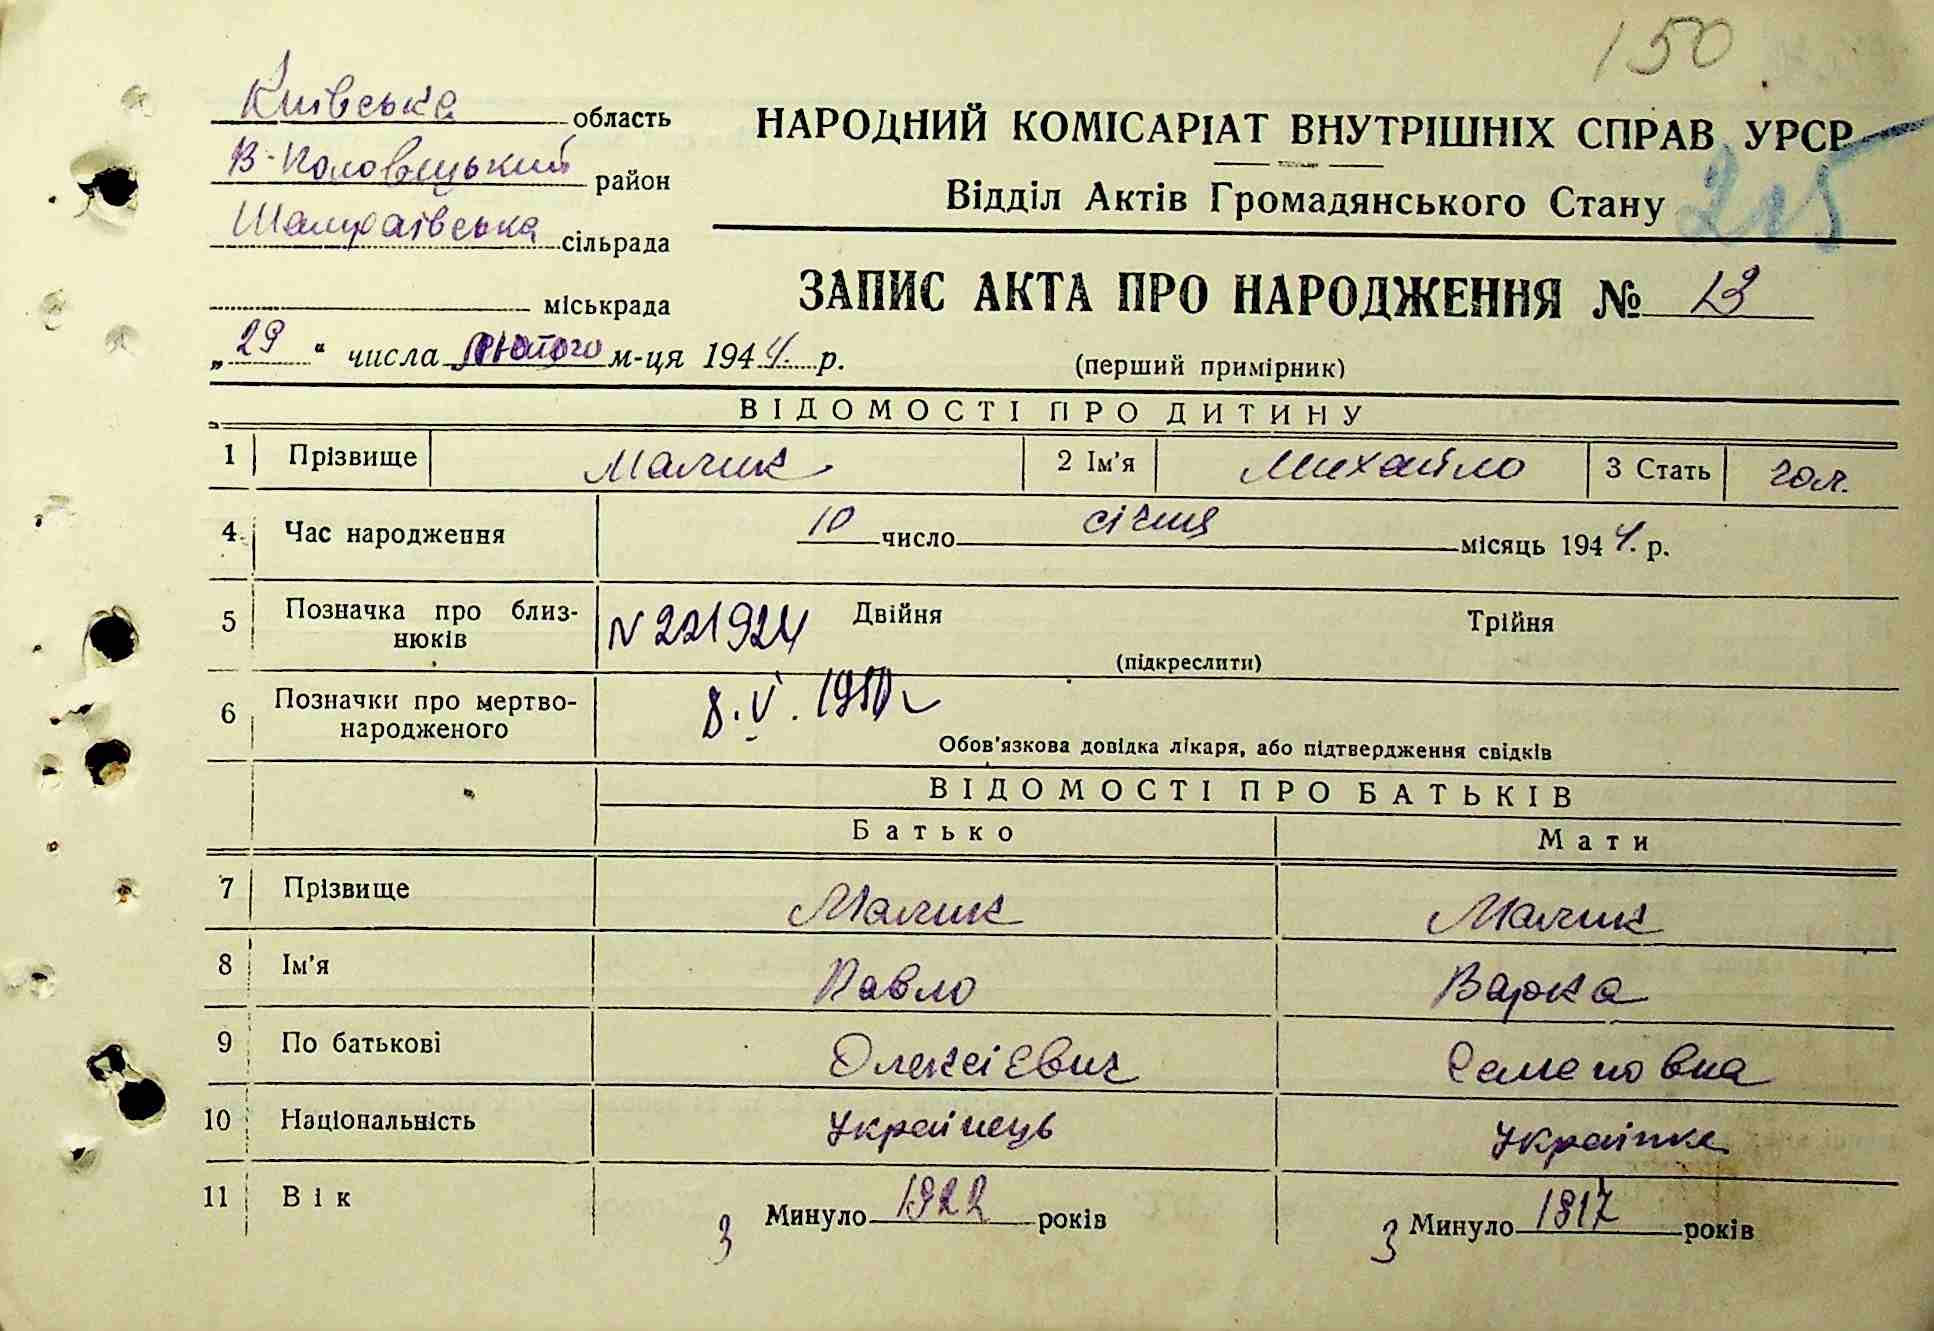 150
Київська область
В-Половецький район
Шамраївська сільрада
міськрада
НАРОДНИЙ КОМІСАРІАТ ВНУТРІШНІХ СПРАВ УРСР
215
Відділ Актів Громадянського Стану
ЗАПИС АКТА ПРО НАРОДЖЕННЯ № 13
„29“ числа лютого м-ця 1944. р.
(перший примірник)
ВІДОМОСТІ ПРО ДИТИНУ
1 Прізвище Малик 2 Ім'я Михайло 3 Стать чол.
4 Час народження 10 число січня місяць 1944. р.
5 Позначка про близнюків N 221924 Двійня Трійня
(підкреслити)
6 Позначки про мертвонародженого 8. V. 1950
Обов'язкова довідка лікаря, або підтвердження свідків
ВІДОМОСТІ ПРО БАТЬКІВ
Батько Мати
7 Прізвище Малик Малик
8 Ім'я Павло Варка
9 По батькові Олексієвич Семеновна
10 Національність Українець Українка
11 Вік З Минуло 1922 років З Минуло 1917 років